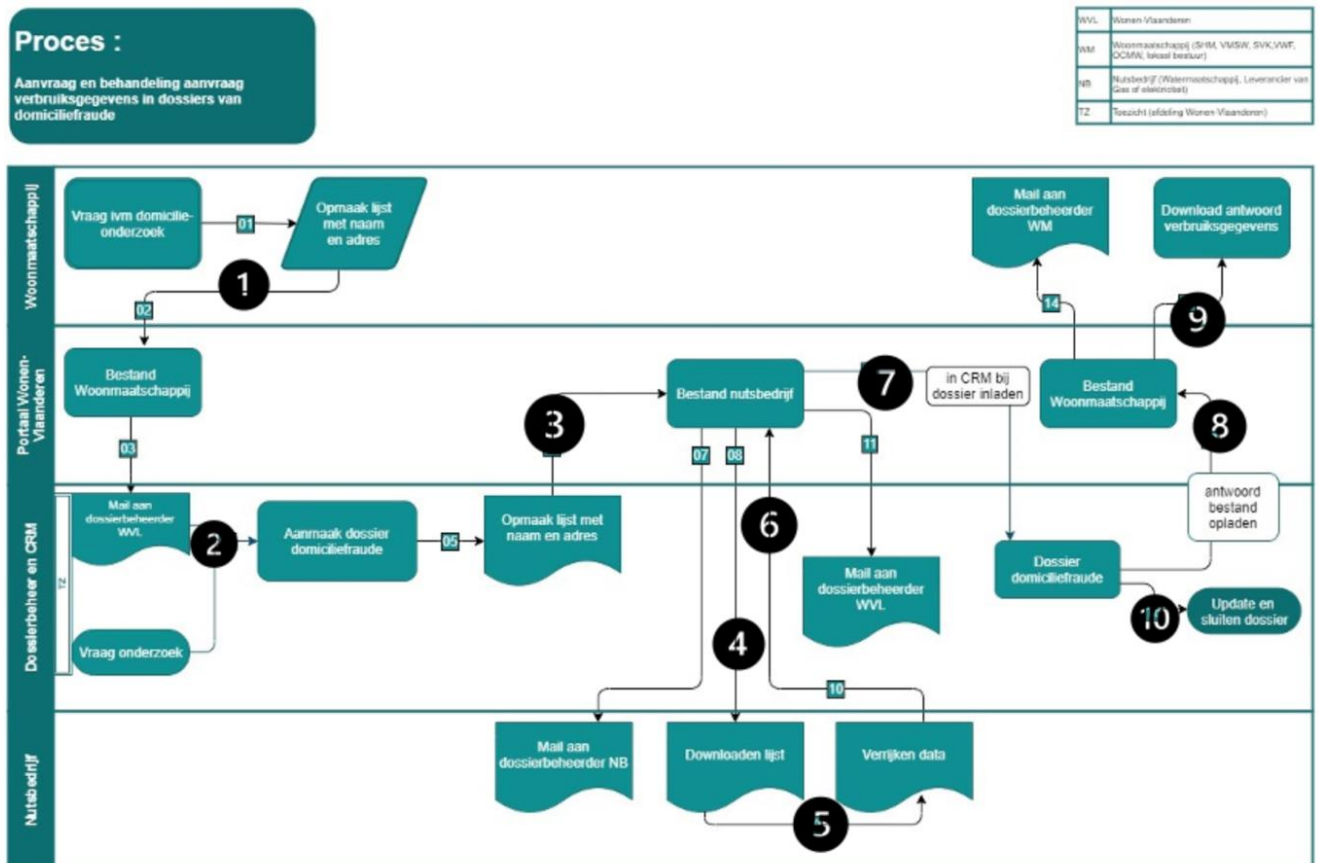 Proces :
Aanvraag en behandeling aanvraag
verbruiksgegevens in dossiers van
domiciliefraude
WVL Wonen-Vlaanderen
WM Woonmaatschappij (SHM, VMSW, SVK,VWF,
OCMW, lokaal bestuur)
NB Nutsbedrijf (Watermaatschappij, Leverancier van
Gas of elektriciteit)
TZ Toezicht (afdeling Wonen-Vlaanderen)
Woonmaatschappij
Vraag ivm domicilie-
onderzoek
01
Opmaak lijst
met naam
en adres
1
02
Mail aan
dossierbeheerder
WM
Download antwoord
verbruiksgegevens
14
9
Portaal Wonen-
Vlaanderen
Bestand
Woonmaatschappij
03
3
Bestand nutsbedrijf
07
08
7
11
in CRM bij
dossier inladen
Bestand
Woonmaatschappij
8
Dossierbeheer en CRM
TZ
Mail aan
dossierbeheerder
WVL
2
Vraag onderzoek
Aanmaak dossier
domiciliefraude
05
Opmaak lijst met
naam en adres
6
4
Mail aan
dossierbeheerder
WVL
10
antwoord
bestand
opladen
Dossier
domiciliefraude
10
Update en
sluiten dossier
Nutsbedrijf
Mail aan
dossierbeheerder NB
Downloaden lijst
5
Verrijken data